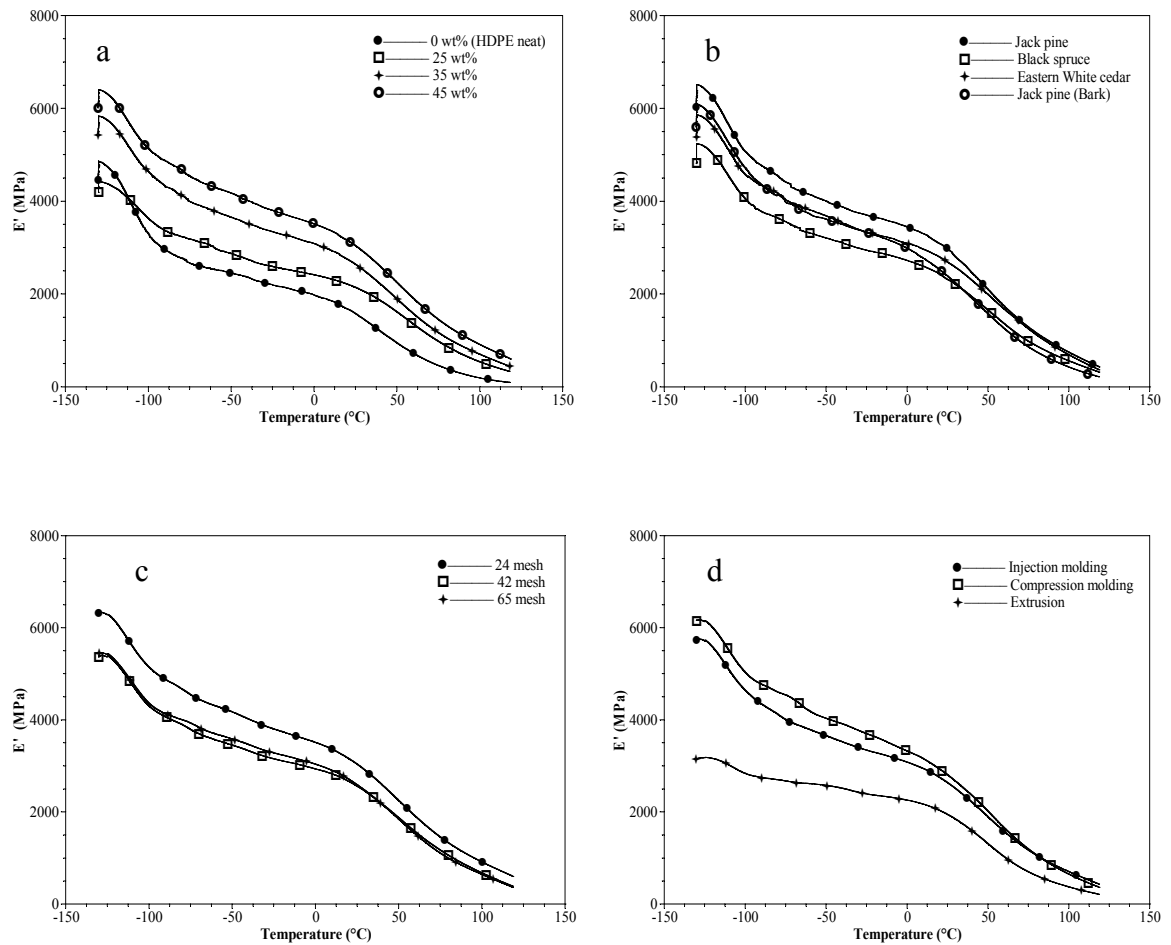 8000
a
0 wt% (HDPE neat)
25 wt%
35 wt%
45 wt%
6000
E' (MPa)
4000
2000
0
-150 -100 -50 0 50 100 150
Temperature (°C)
8000
b
Jack pine
Black spruce
Eastern White cedar
Jack pine (Bark)
6000
E' (MPa)
4000
2000
0
-150 -100 -50 0 50 100 150
Temperature (°C)
8000
c
24 mesh
42 mesh
65 mesh
6000
E' (MPa)
4000
2000
0
-150 -100 -50 0 50 100 150
Temperature (°C)
8000
d
Injection molding
Compression molding
Extrusion
6000
E' (MPa)
4000
2000
0
-150 -100 -50 0 50 100 150
Temperature (°C)